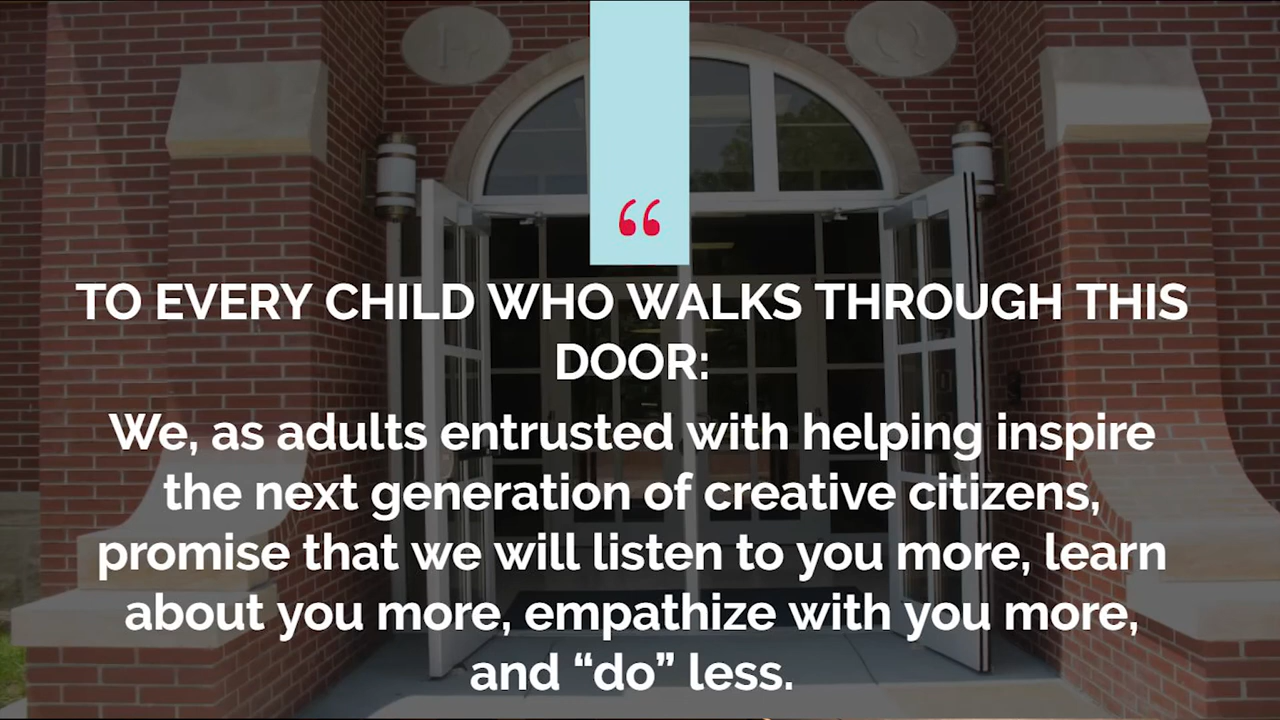 “
TO EVERY CHILD WHO WALKS THROUGH THIS
DOOR:
We, as adults entrusted with helping inspire
the next generation of creative citizens,
promise that we will listen to you more, learn
about you more, empathize with you more,
and “do” less.